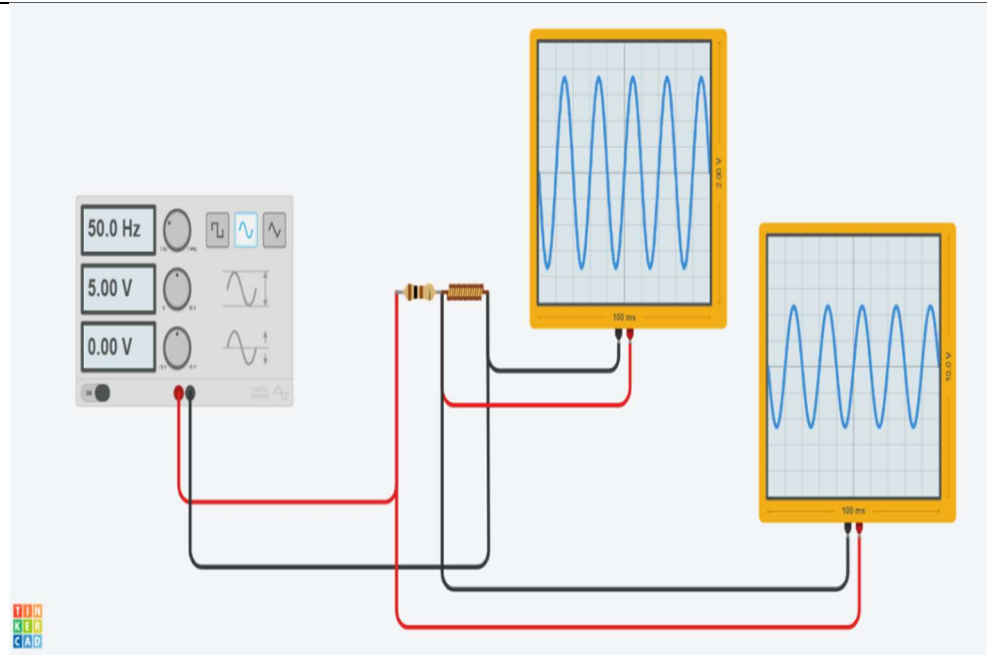 50.0 Hz
5.00 V
0.00 V
2.00 V
100 ms
10.0 V
100 ms
TIN
KER
CAD